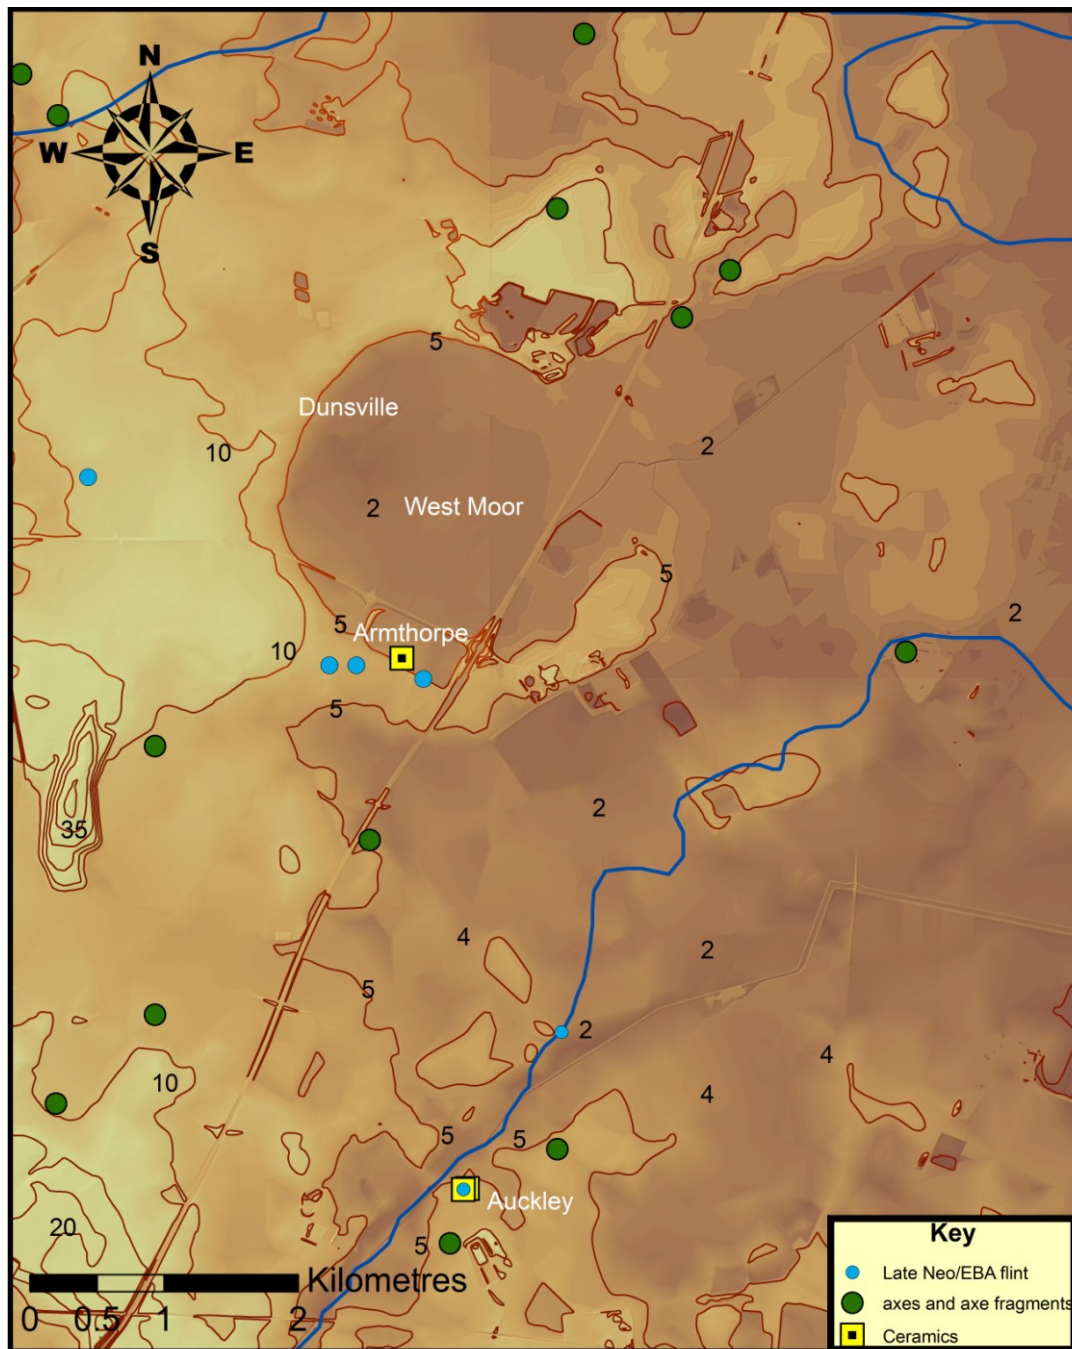 N
W E
S
5
Dunsville
10
2
2
West Moor
5
2
5
Armthorpe
10
5
2
35
4
2
5
2
4
10
4
5
5
Auckley
20
5
Kilometres
0 0.5 1 2
Key
Late Neo/EBA flint
axes and axe fragments
Ceramics